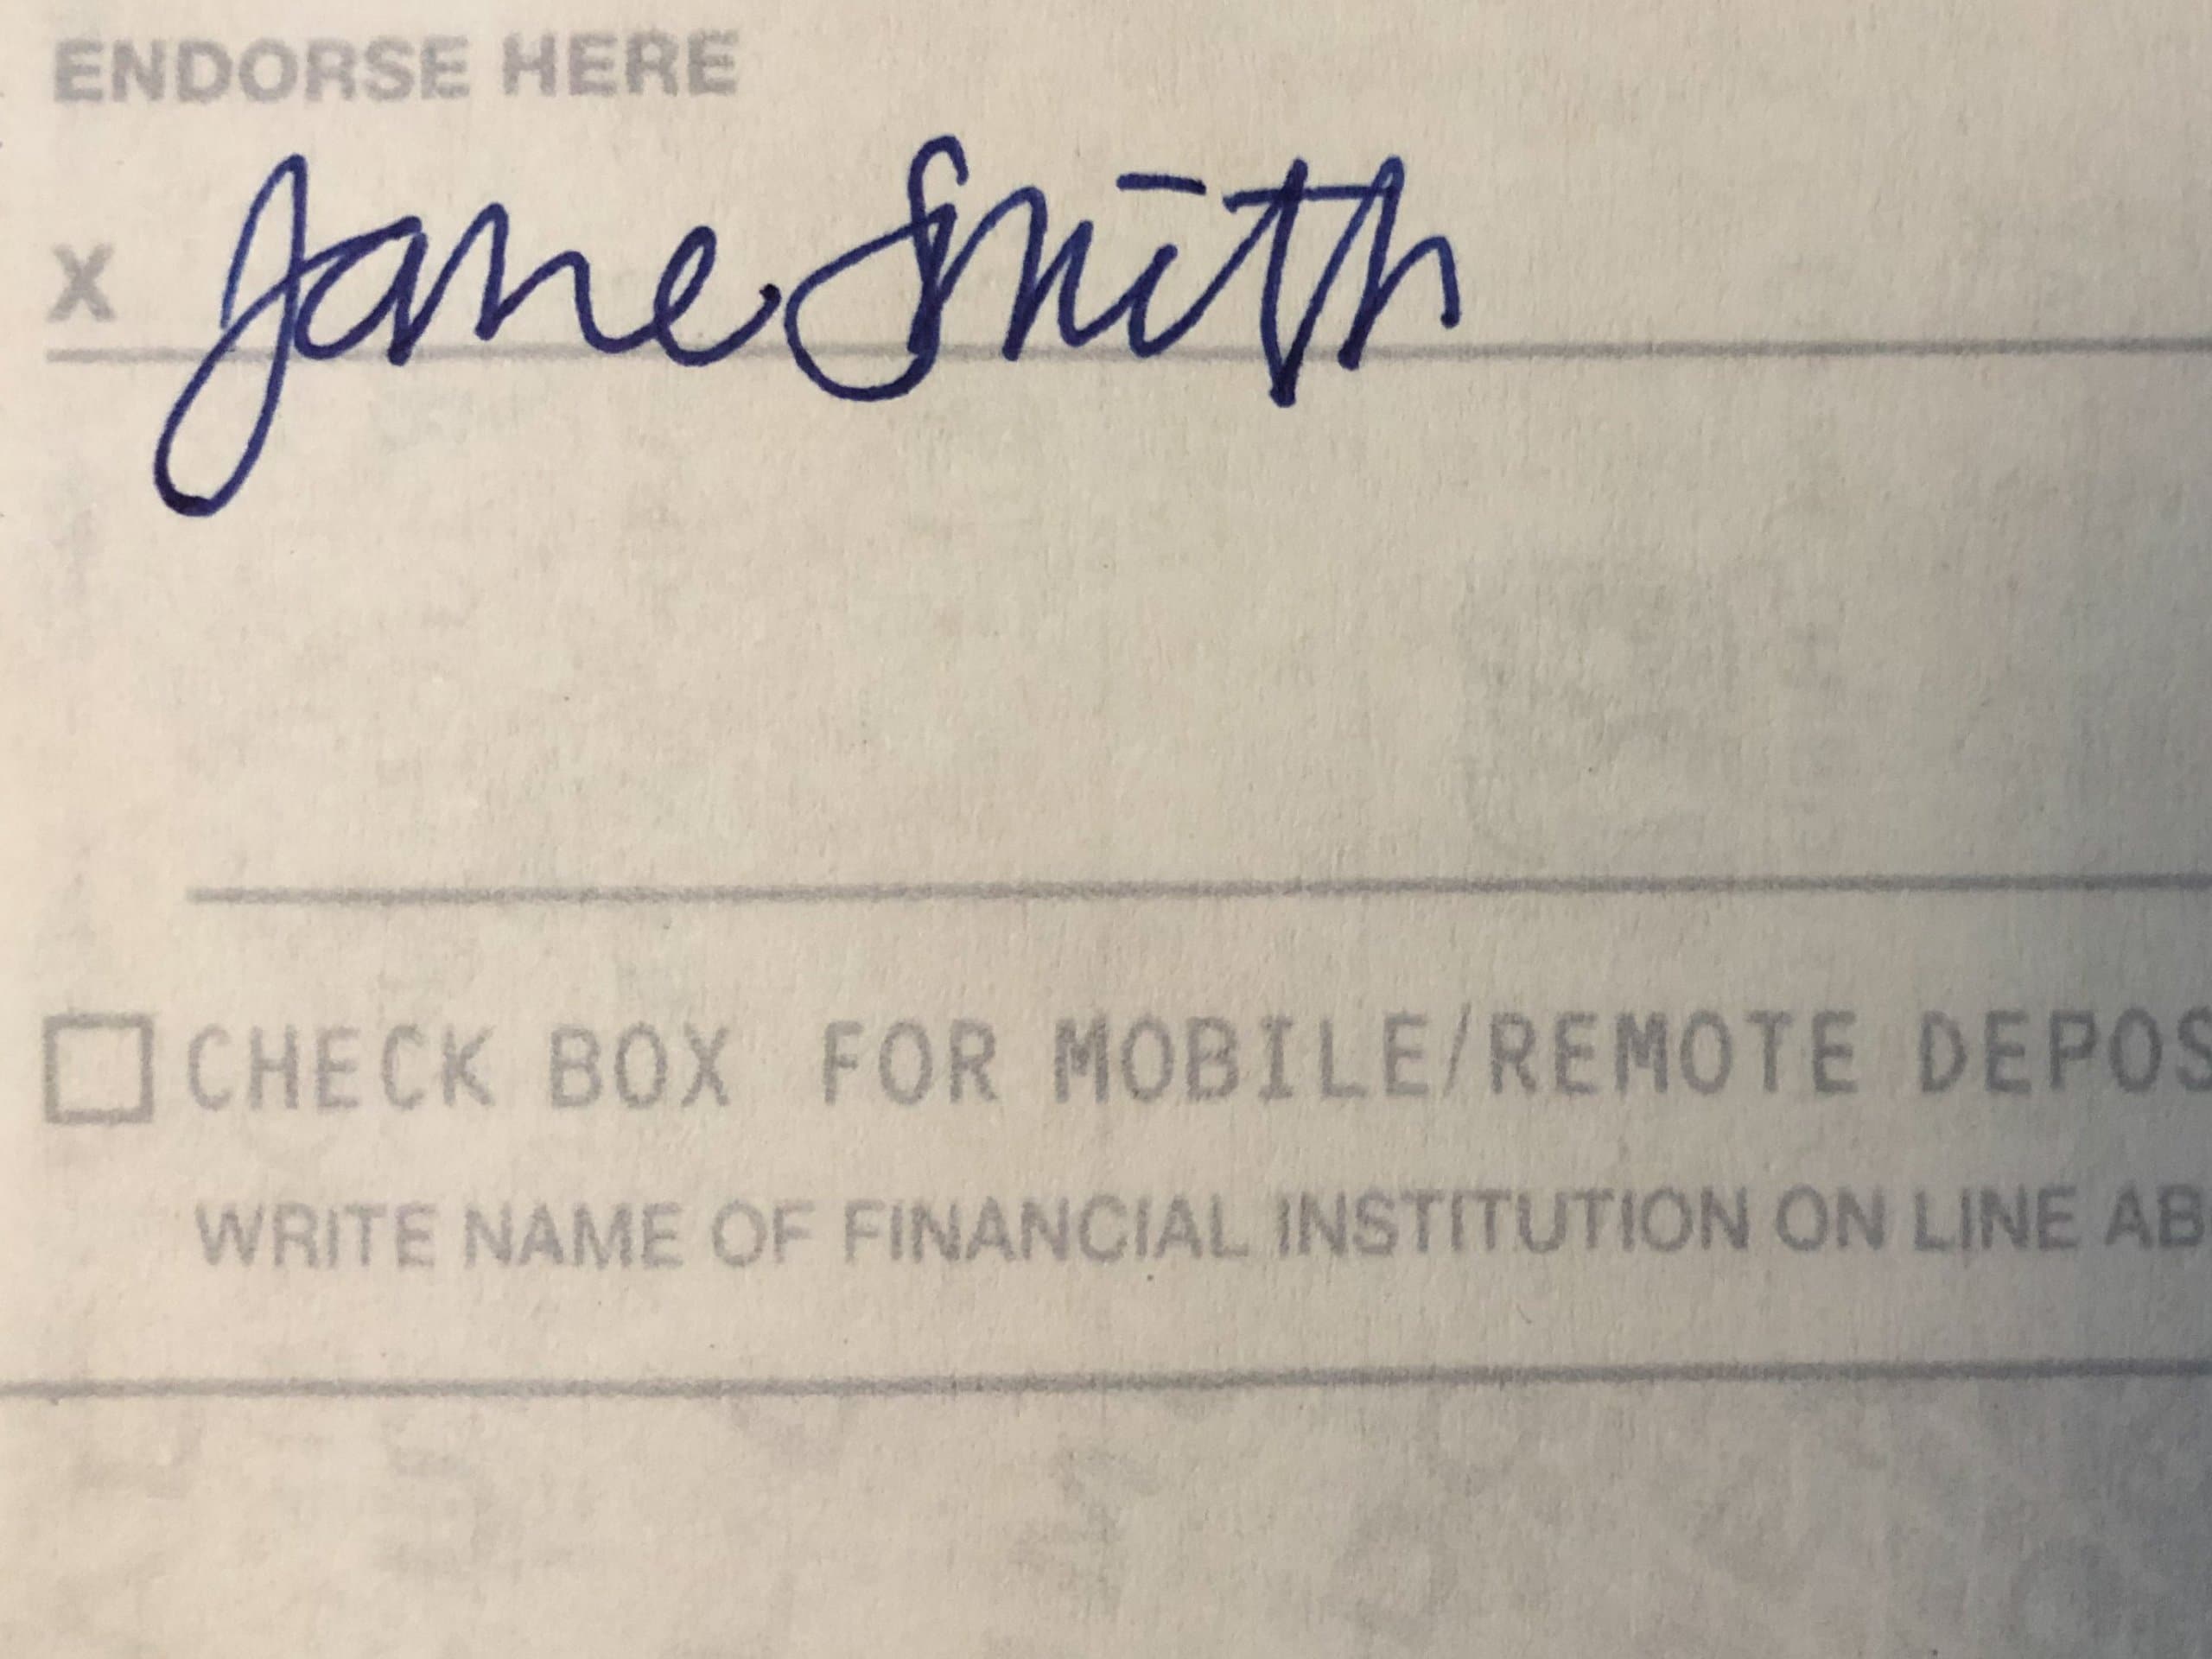 ENDORSE HERE
X Jane Smith
CHECK BOX FOR MOBILE/REMOTE DEPOS
WRITE NAME OF FINANCIAL INSTITUTION ON LINE AB